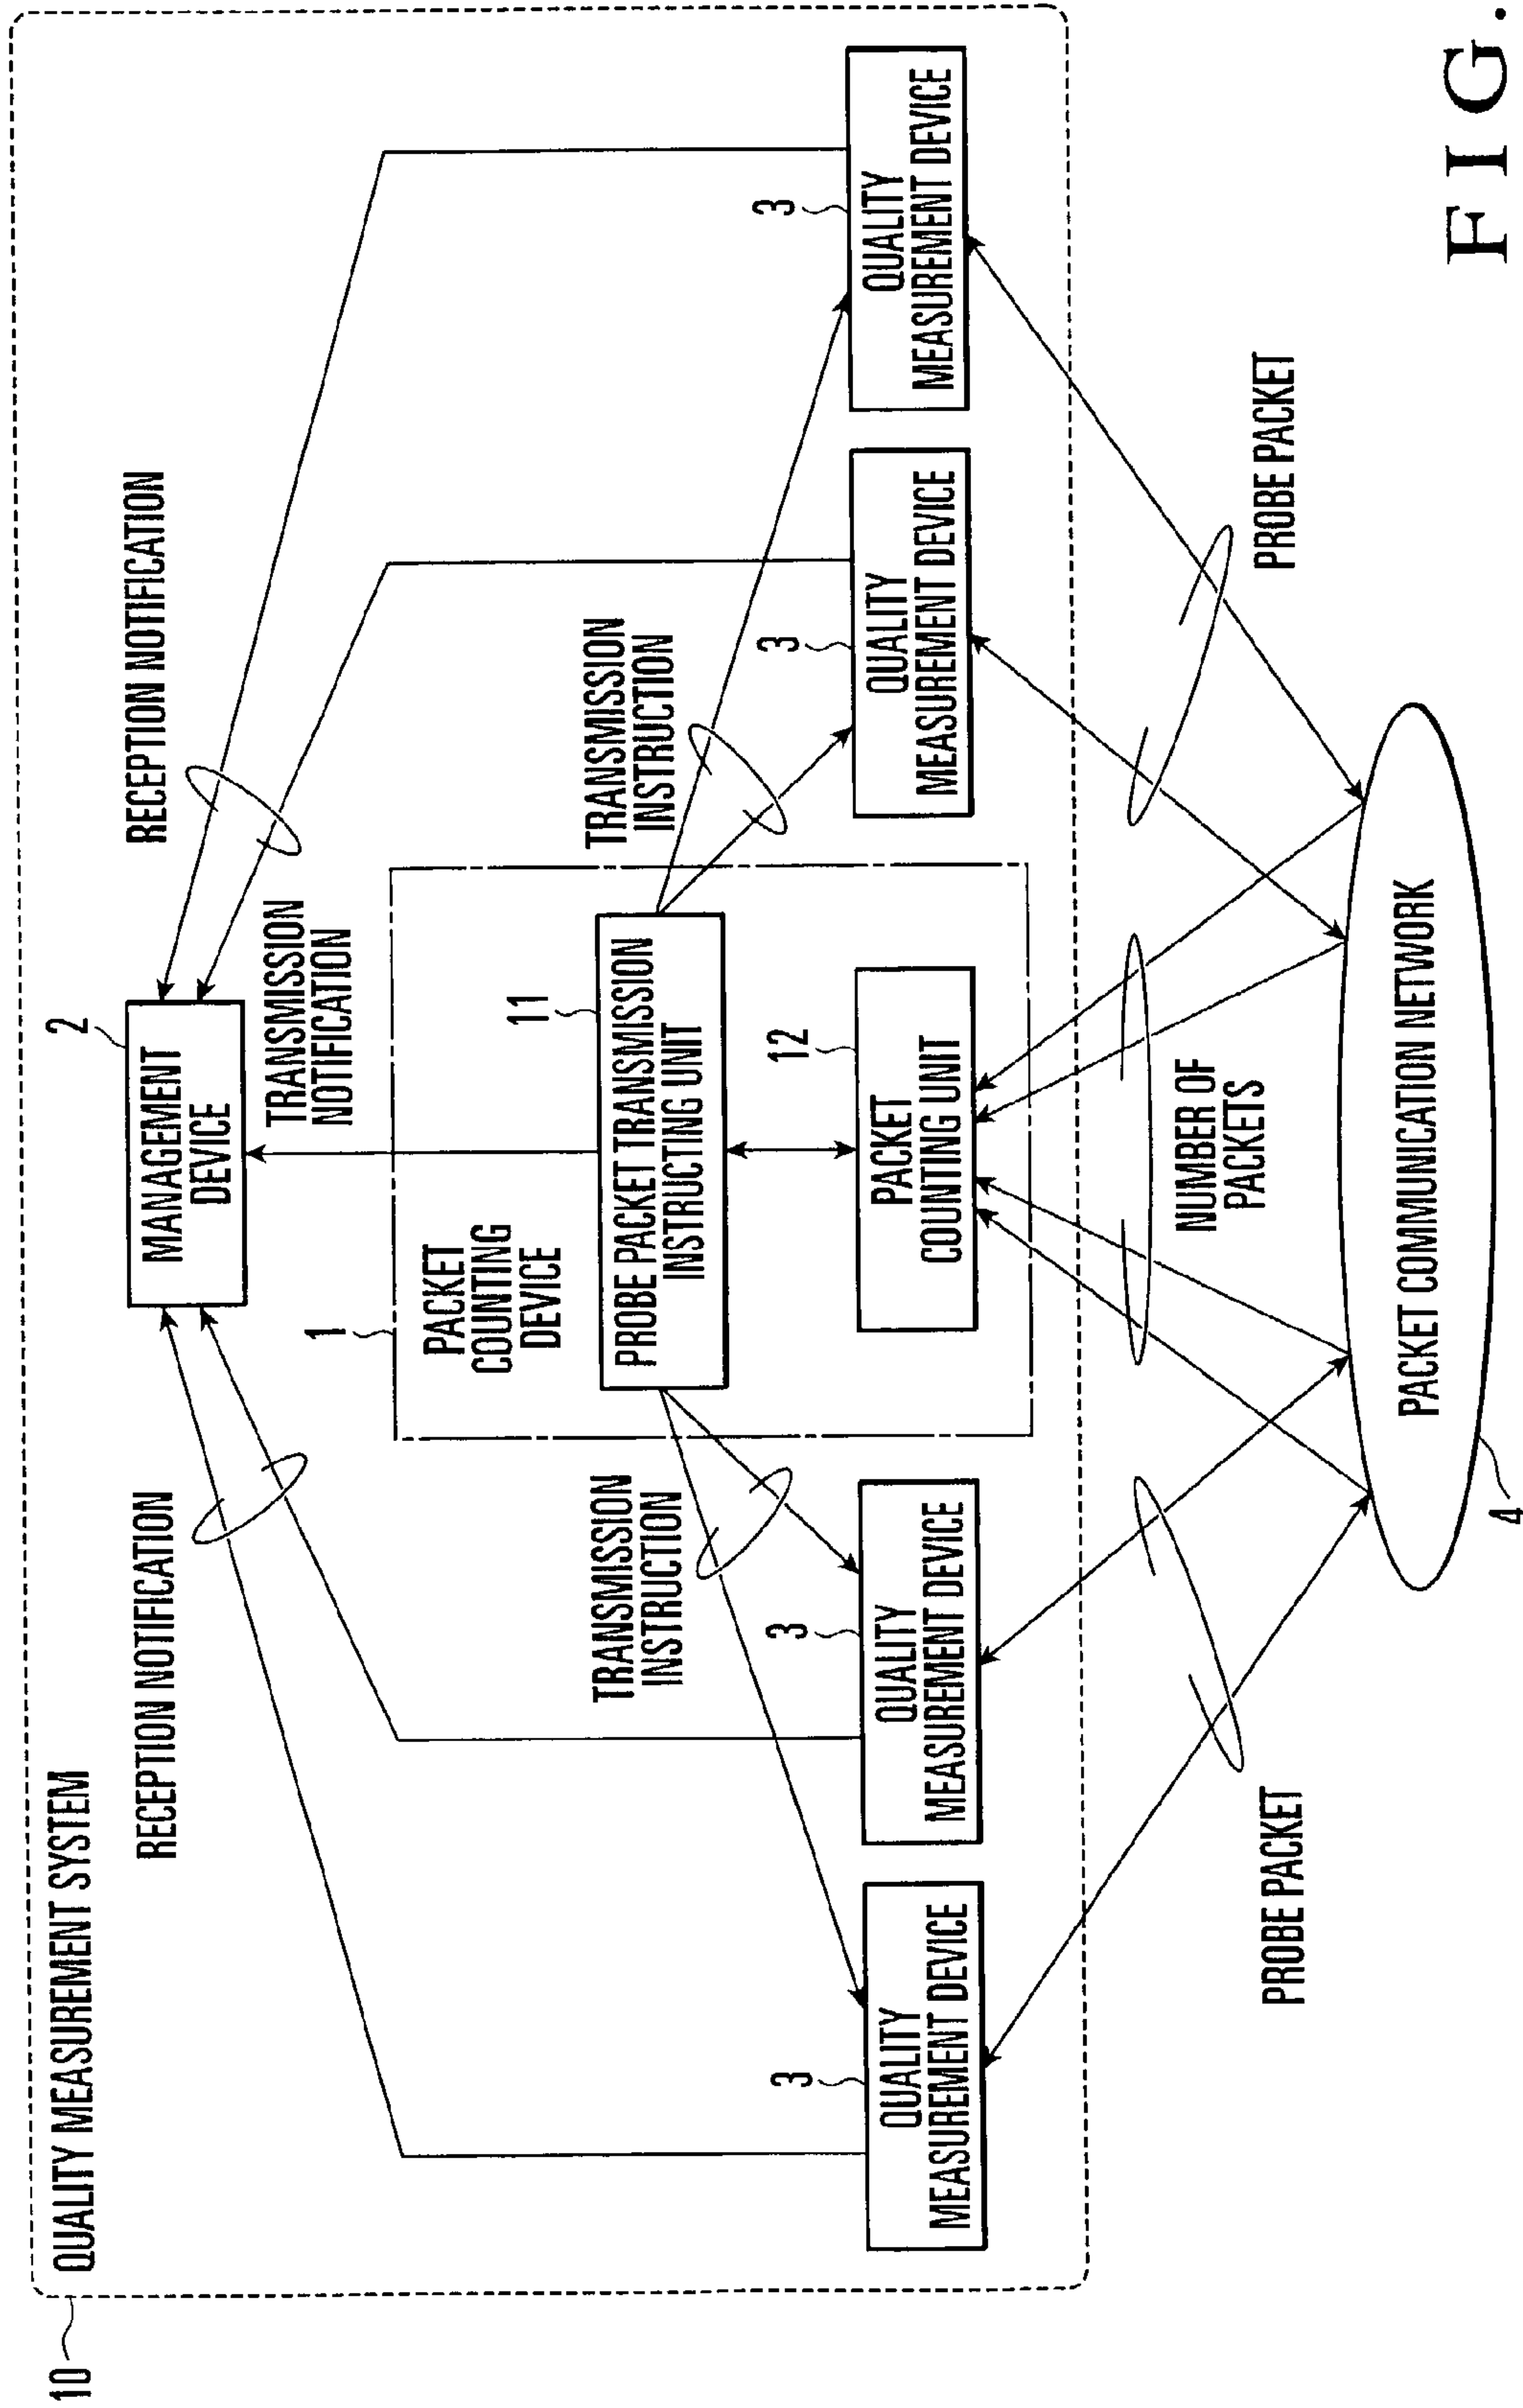 10
QUALITY MEASUREMENT SYSTEM
RECEPTION NOTIFICATION
2
MANAGEMENT
DEVICE
RECEPTION NOTIFICATION
TRANSMISSION
NOTIFICATION
1
PACKET
COUNTING
DEVICE
11
PROBE PACKET TRANSMISSION
INSTRUCTING UNIT
TRANSMISSION
INSTRUCTION
TRANSMISSION
INSTRUCTION
12
PACKET
COUNTING UNIT
3
QUALITY
MEASUREMENT DEVICE
3
QUALITY
MEASUREMENT DEVICE
3
QUALITY
MEASUREMENT DEVICE
3
QUALITY
MEASUREMENT DEVICE
PROBE PACKET
NUMBER OF
PACKETS
PROBE PACKET
PACKET COMMUNICATION NETWORK
4
FIG.